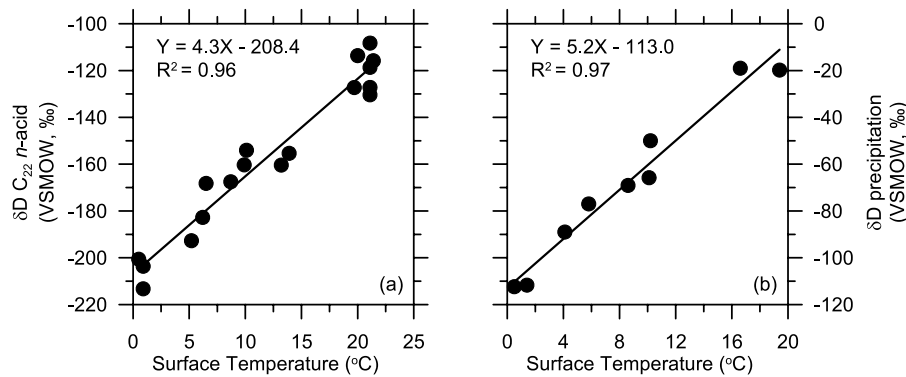 Y = 4.3X - 208.4
R² = 0.96
-100
-120
-140
-160
-180
-200
-220
δD C₂₂ n-acid
(VSMOW, ‰)
(a)
0 5 10 15 20 25
Surface Temperature (ºC)
Y = 5.2X - 113.0
R² = 0.97
0
-20
-40
-60
-80
-100
-120
δD precipitation
(VSMOW, ‰)
(b)
0 4 8 12 16 20
Surface Temperature (ºC)